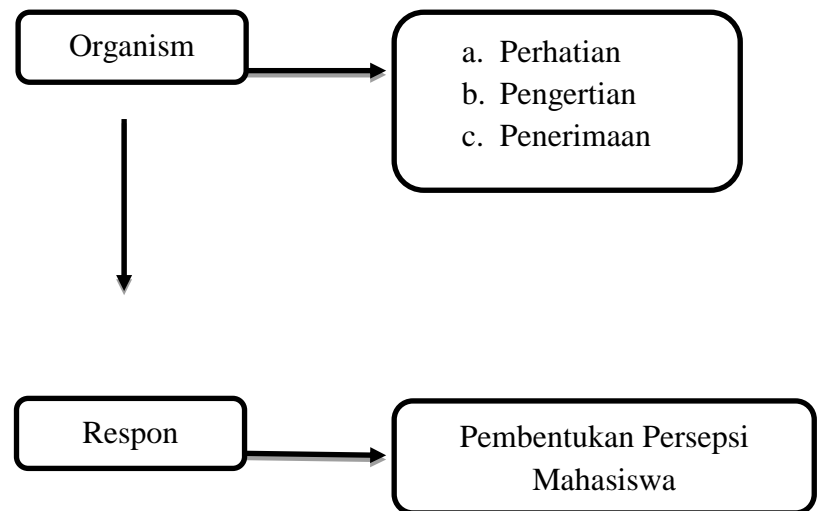 Organism
a. Perhatian
b. Pengertian
c. Penerimaan
Respon
Pembentukan Persepsi
Mahasiswa